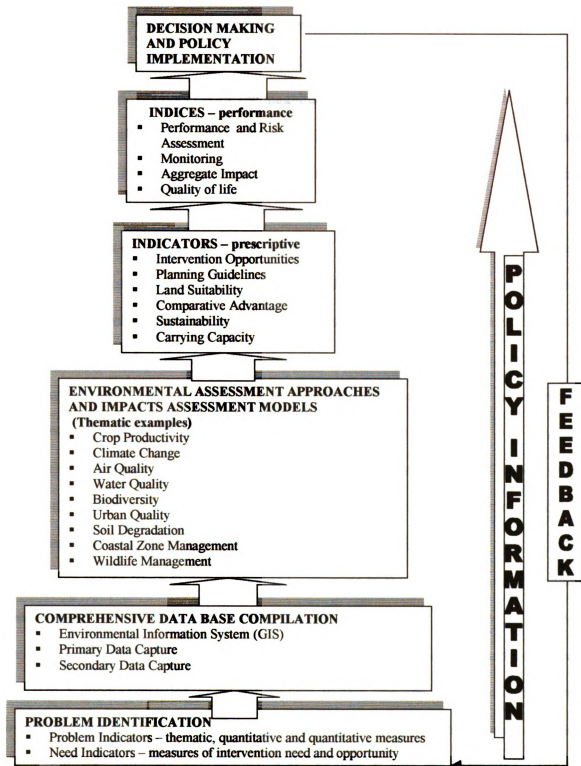 DECISION MAKING
AND POLICY
IMPLEMENTATION
INDICES – performance
▪ Performance and Risk
Assessment
▪ Monitoring
▪ Aggregate Impact
▪ Quality of life
INDICATORS – prescriptive
▪ Intervention Opportunities
▪ Planning Guidelines
▪ Land Suitability
▪ Comparative Advantage
▪ Sustainability
▪ Carrying Capacity
ENVIRONMENTAL ASSESSMENT APPROACHES
AND IMPACTS ASSESSMENT MODELS
(Thematic examples)
▪ Crop Productivity
▪ Climate Change
▪ Air Quality
▪ Water Quality
▪ Biodiversity
▪ Urban Quality
▪ Soil Degradation
▪ Coastal Zone Management
▪ Wildlife Management
COMPREHENSIVE DATA BASE COMPILATION
▪ Environmental Information System (GIS)
▪ Primary Data Capture
▪ Secondary Data Capture
PROBLEM IDENTIFICATION
▪ Problem Indicators – thematic, quantitative and quantitative measures
▪ Need Indicators – measures of intervention need and opportunity
POLICY INFORMATION
FEEDBACK